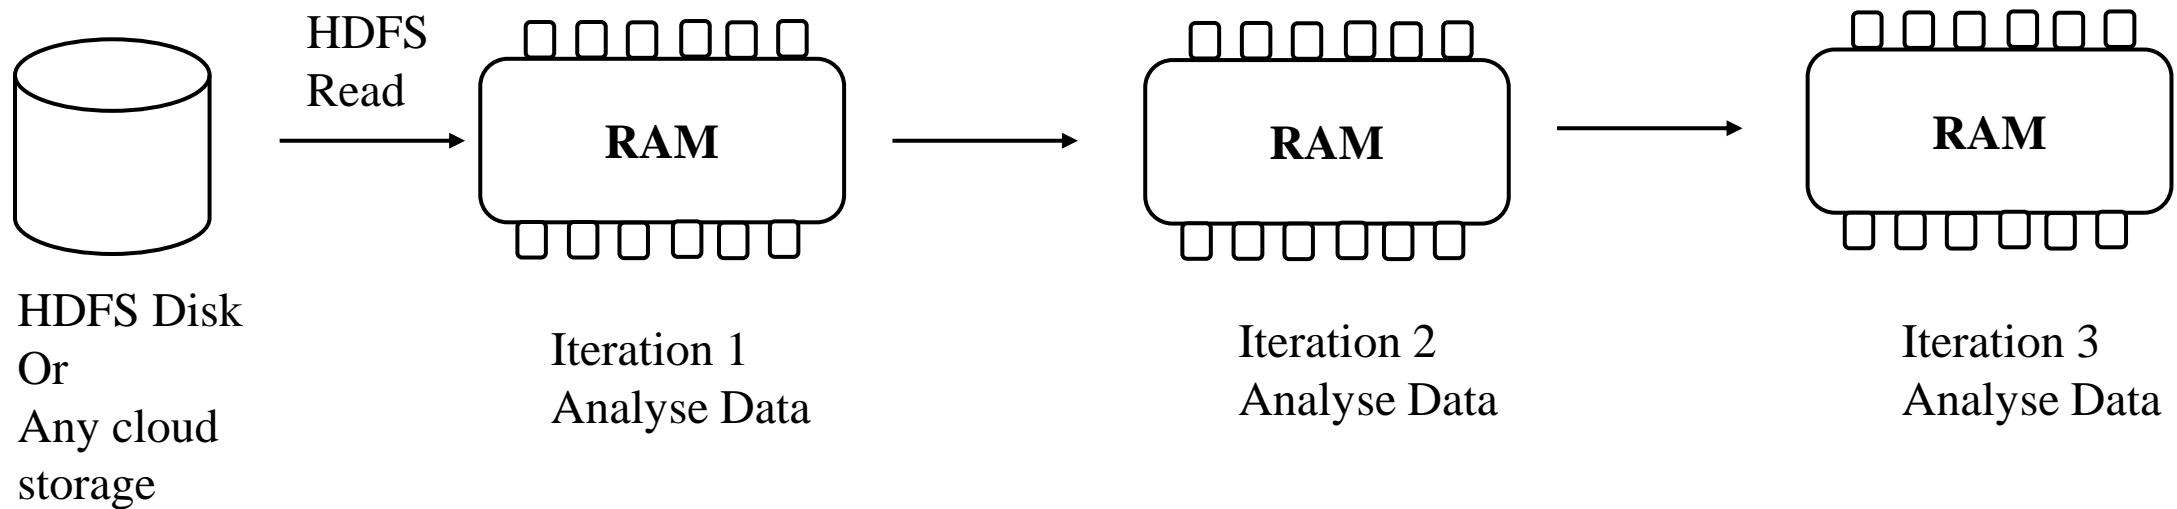 HDFS
Read
RAM
RAM
RAM
HDFS Disk
Or
Any cloud
storage
Iteration 1
Analyse Data
Iteration 2
Analyse Data
Iteration 3
Analyse Data